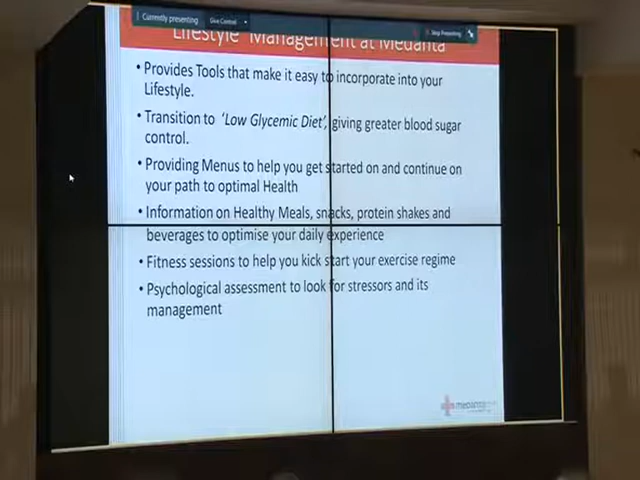 Currently presenting Give Control Stop Presenting
Lifestyle Management at Medanta
• Provides Tools that make it easy to incorporate into your
Lifestyle.
• Transition to 'Low Glycemic Diet', giving greater blood sugar
control.
• Providing Menus to help you get started on and continue on
your path to optimal Health
• Information on Healthy Meals, snacks, protein shakes and
beverages to optimise your daily experience
• Fitness sessions to help you kick start your exercise regime
• Psychological assessment to look for stressors and its
management
medanta